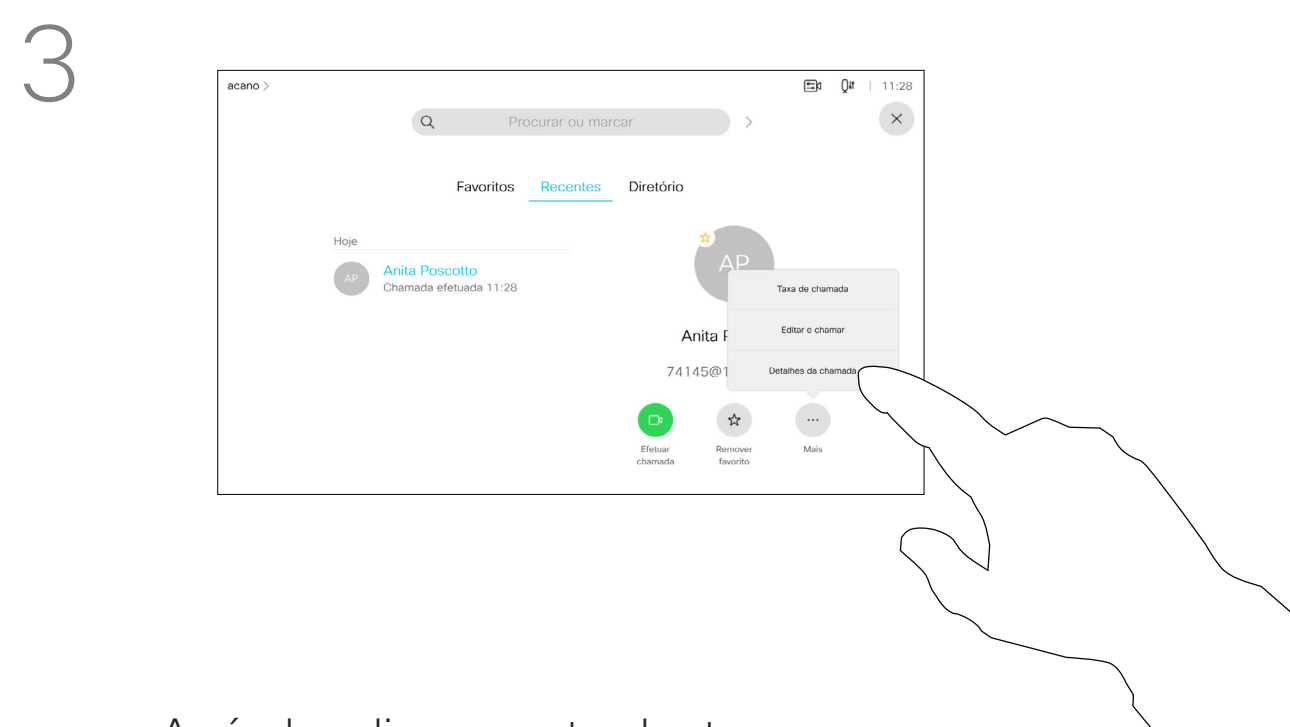 3
acano >
11:28
Procurar ou marcar
Favoritos Recentes Diretório
Hoje
AP
Anita Poscotto
Chamada efetuada 11:28
AP
Anita
74145@1
Taxa de chamada
Editar e chamar
Detalhes da chamada
Efetuar chamada
Remover favorito
Mais